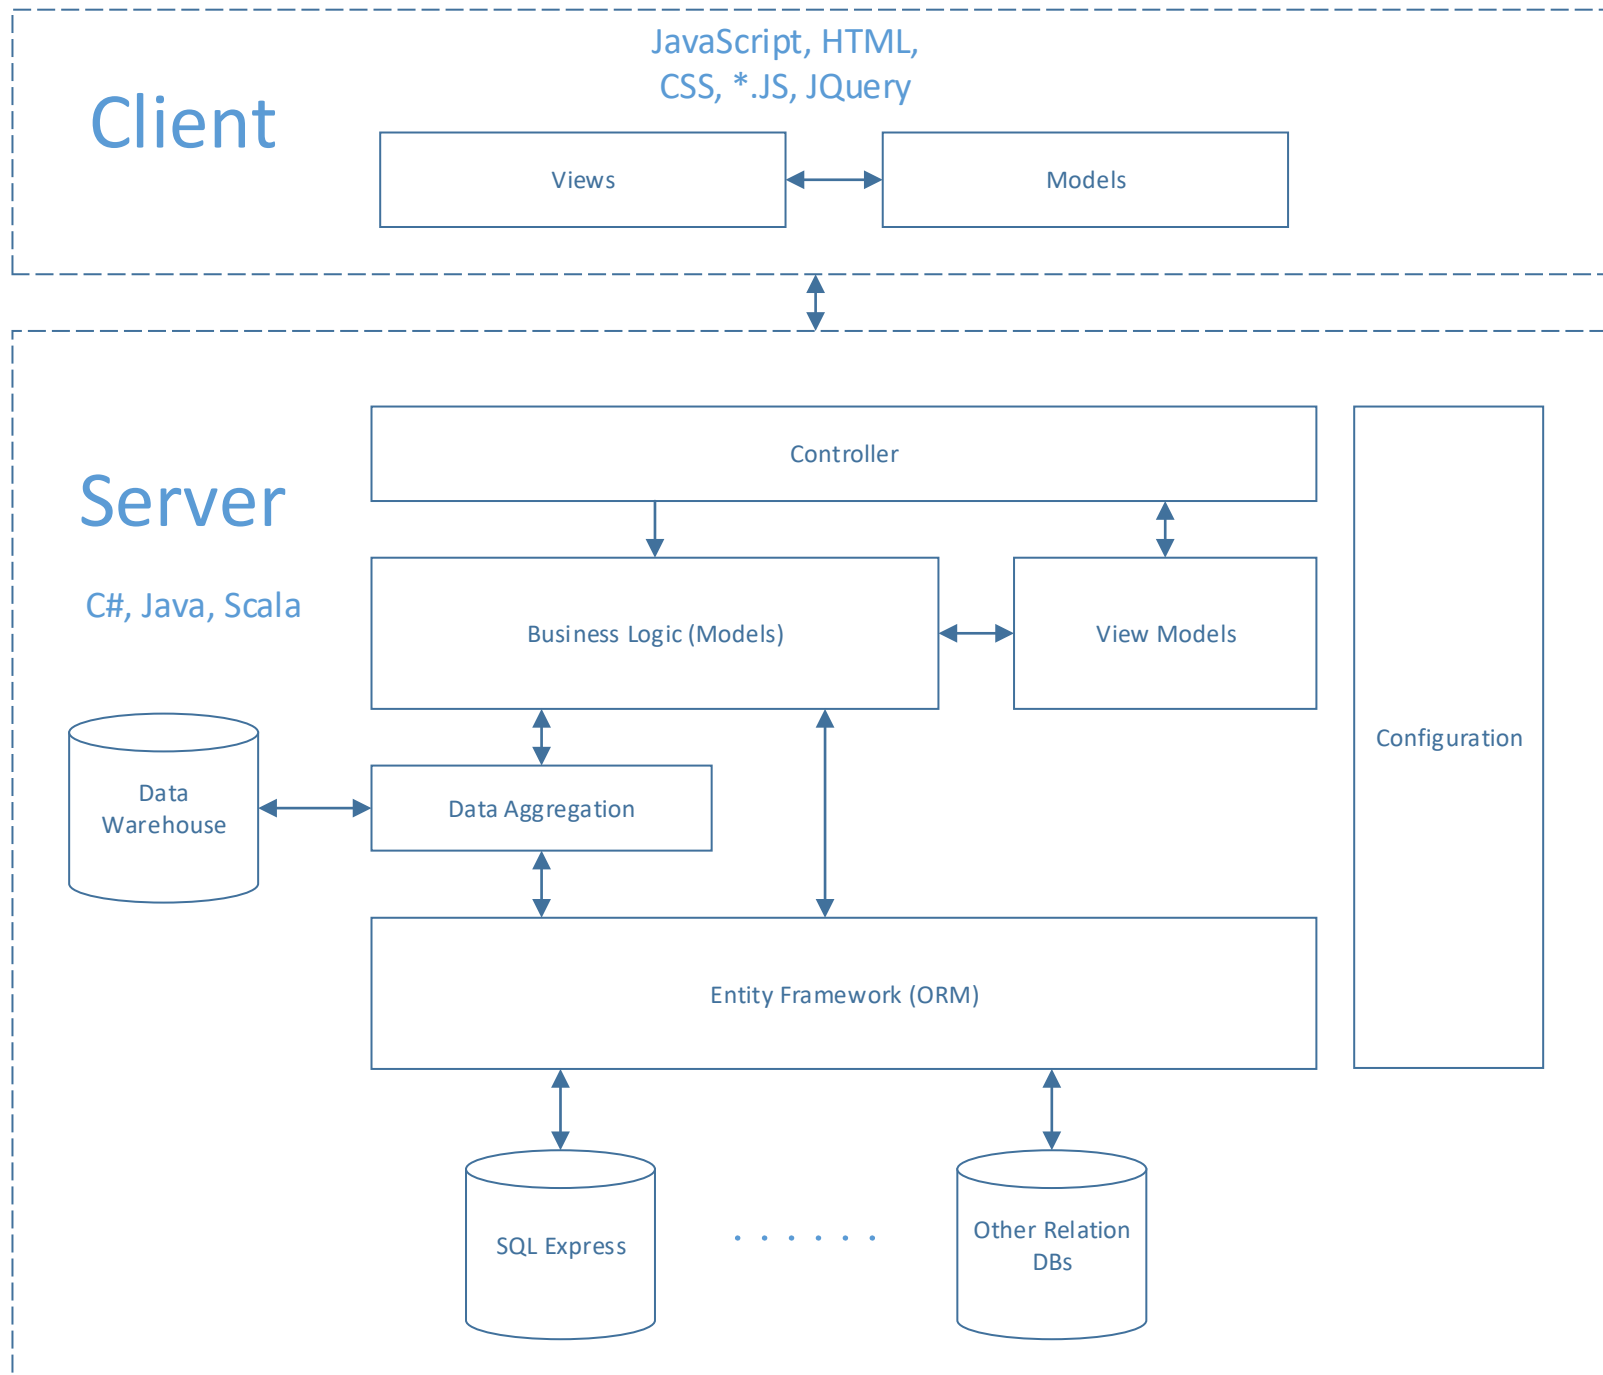 JavaScript, HTML,
CSS, *.JS, JQuery
Client
Views
Models
Controller
Server
C#, Java, Scala
Business Logic (Models)
View Models
Configuration
Data
Warehouse
Data Aggregation
Entity Framework (ORM)
SQL Express
. . . . . .
Other Relation
DBs